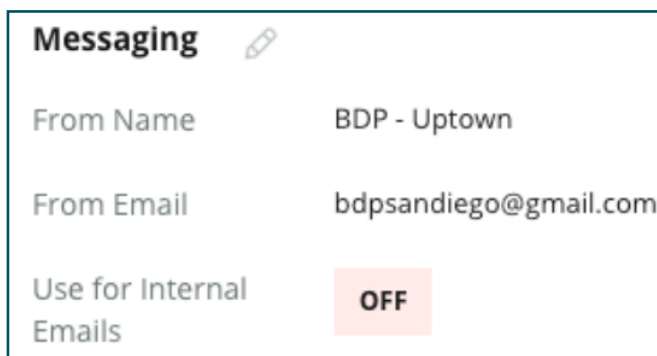 Messaging
From Name BDP - Uptown
From Email bdpsandiego@gmail.com
Use for Internal
Emails OFF